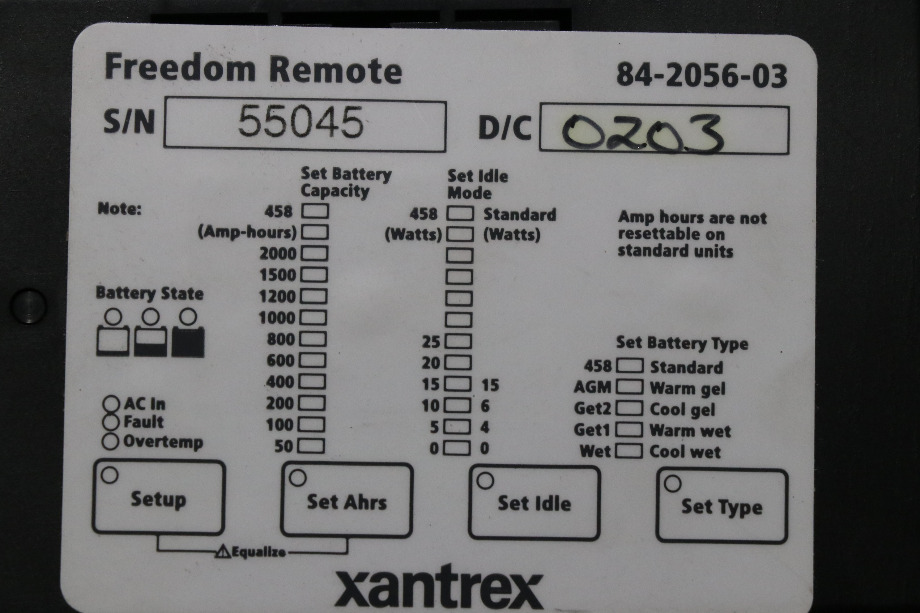 Freedom Remote 84-2056-03
S/N 55045 D/C 0203
Set Battery Capacity
Set Idle Mode
Note:
458
(Amp-hours)
2000
1500
1200
1000
800
600
400
200
100
50
458 Standard
(Watts) (Watts)
25
20
15 15
10 6
5 4
0 0
Amp hours are not
resettable on
standard units
Battery State
AC In
Fault
Overtemp
Set Battery Type
458 Standard
AGM Warm gel
Get2 Cool gel
Get1 Warm wet
Wet Cool wet
Setup Set Ahrs Set Idle Set Type
Equalize
xantrex